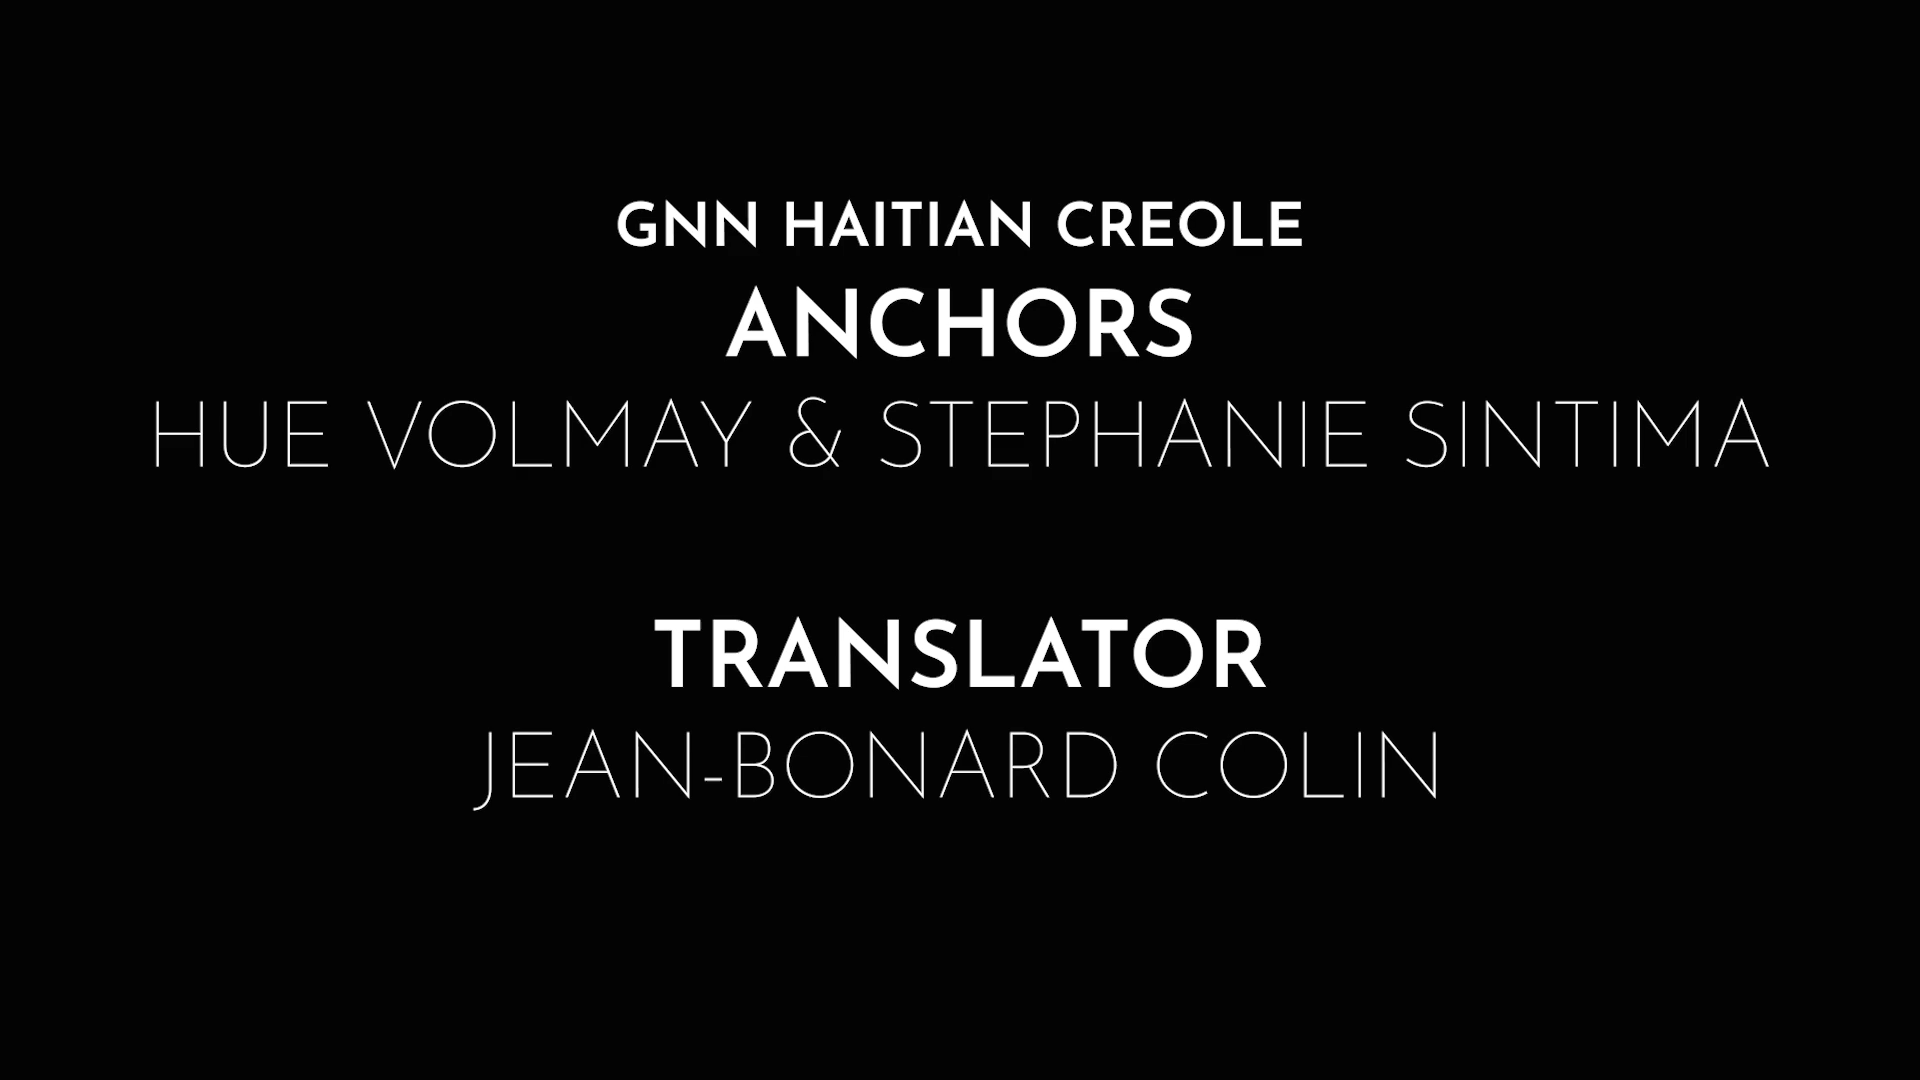 GNN HAITIAN CREOLE
ANCHORS
HUE VOLMAY & STEPHANIE SINTIMA
TRANSLATOR
JEAN-BONARD COLIN